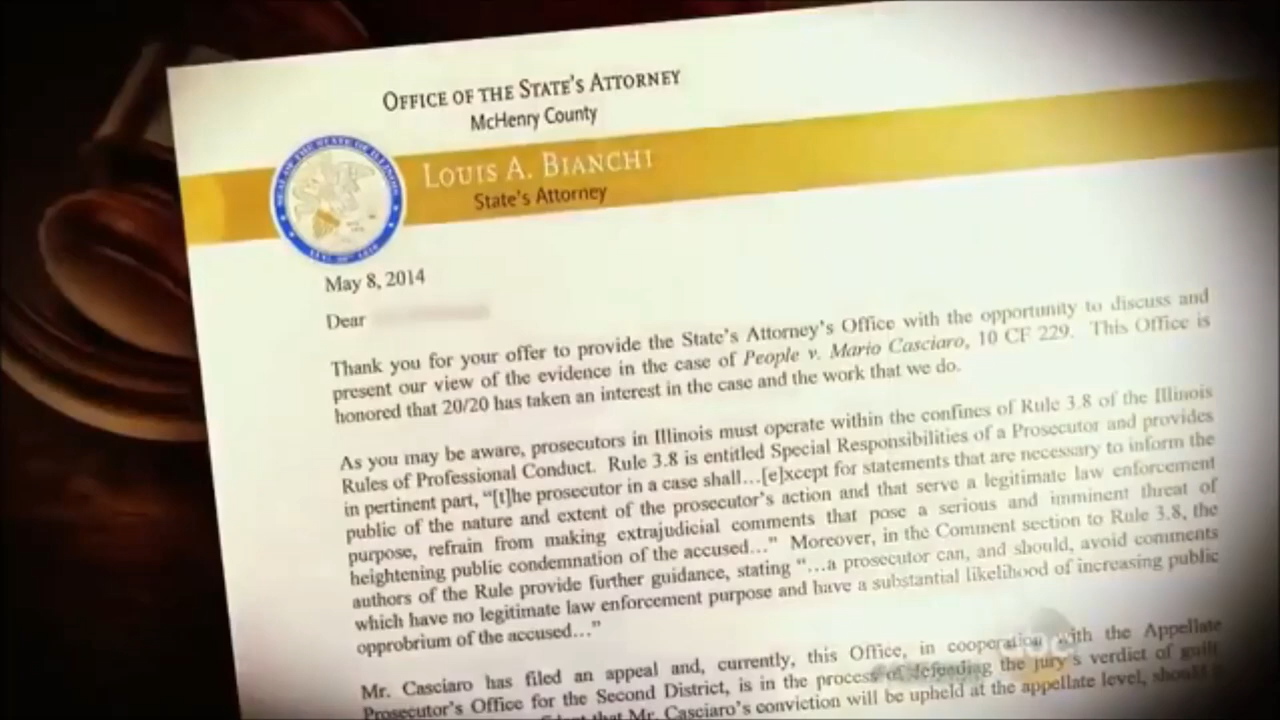 OFFICE OF THE STATE'S ATTORNEY
McHenry County
LOUIS A. BIANCHI
State's Attorney
SEAL OF THE STATE OF ILLINOIS
May 8, 2014
Dear
Thank you for your offer to provide the State's Attorney's Office with the opportunity to discuss and
present our view of the evidence in the case of People v. Mario Casciaro, 10 CF 229. This Office is
honored that 20/20 has taken an interest in the case and the work that we do.
As you may be aware, prosecutors in Illinois must operate within the confines of Rule 3.8 of the Illinois
Rules of Professional Conduct. Rule 3.8 is entitled Special Responsibilities of a Prosecutor and provides
in pertinent part, "[t]he prosecutor in a case shall…[e]xcept for statements that are necessary to inform the
public of the nature and extent of the prosecutor's action and that serve a legitimate law enforcement
purpose, refrain from making extrajudicial comments that pose a serious and imminent threat of
heightening public condemnation of the accused…" Moreover, in the Comment section to Rule 3.8, the
authors of the Rule provide further guidance, stating "…a prosecutor can, and should, avoid comments
which have no legitimate law enforcement purpose and have a substantial likelihood of increasing public
opprobrium of the accused…"
Mr. Casciaro has filed an appeal and, currently, this Office, in cooperation with the Appellate
Prosecutor's Office for the Second District, is in the process of defending the jury's verdict of guilt
that Mr. Casciaro's conviction will be upheld at the appellate level, should
abc